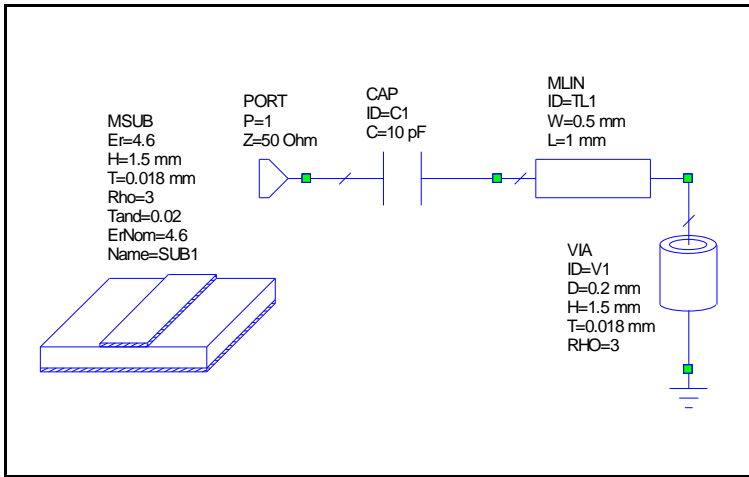 MSUB
Er=4.6
H=1.5 mm
T=0.018 mm
Rho=3
Tand=0.02
ErNom=4.6
Name=SUB1
PORT
P=1
Z=50 Ohm
CAP
ID=C1
C=10 pF
MLIN
ID=TL1
W=0.5 mm
L=1 mm
VIA
ID=V1
D=0.2 mm
H=1.5 mm
T=0.018 mm
RHO=3